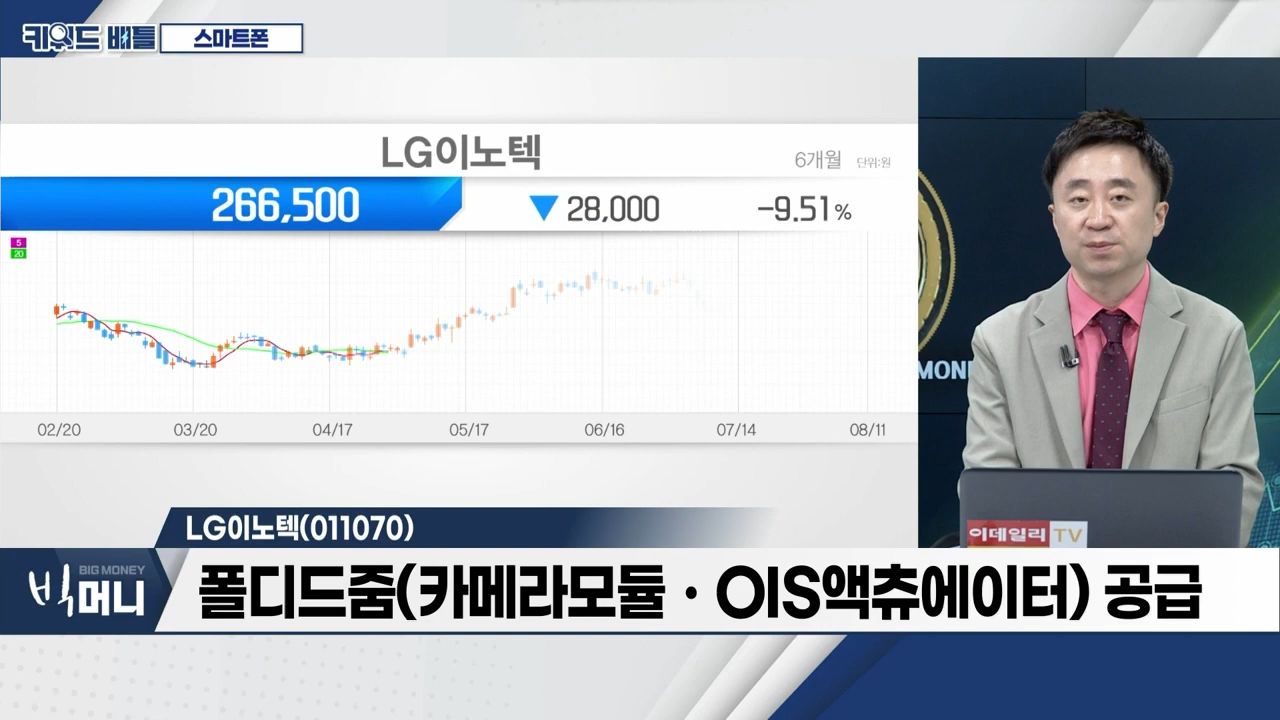 키워드 배틀 스마트폰
LG이노텍
6개월 단위:원
266,500 ▼ 28,000 -9.51%
5
20
02/20 03/20 04/17 05/17 06/16 07/14 08/11
MONE
이데일리 TV
LG이노텍(011070)
BIG MONEY
빅머니
폴디드줌(카메라모듈·OIS액츄에이터) 공급